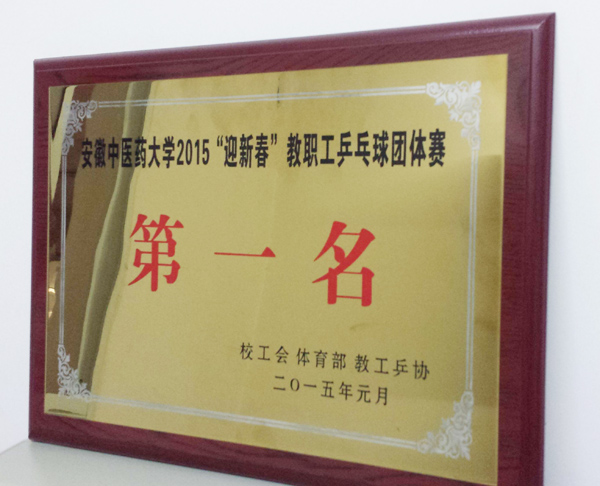 安徽中医药大学2015“迎新春”教职工乒乓球团体赛
第一名
校工会 体育部 教工乒协
二〇一五年元月